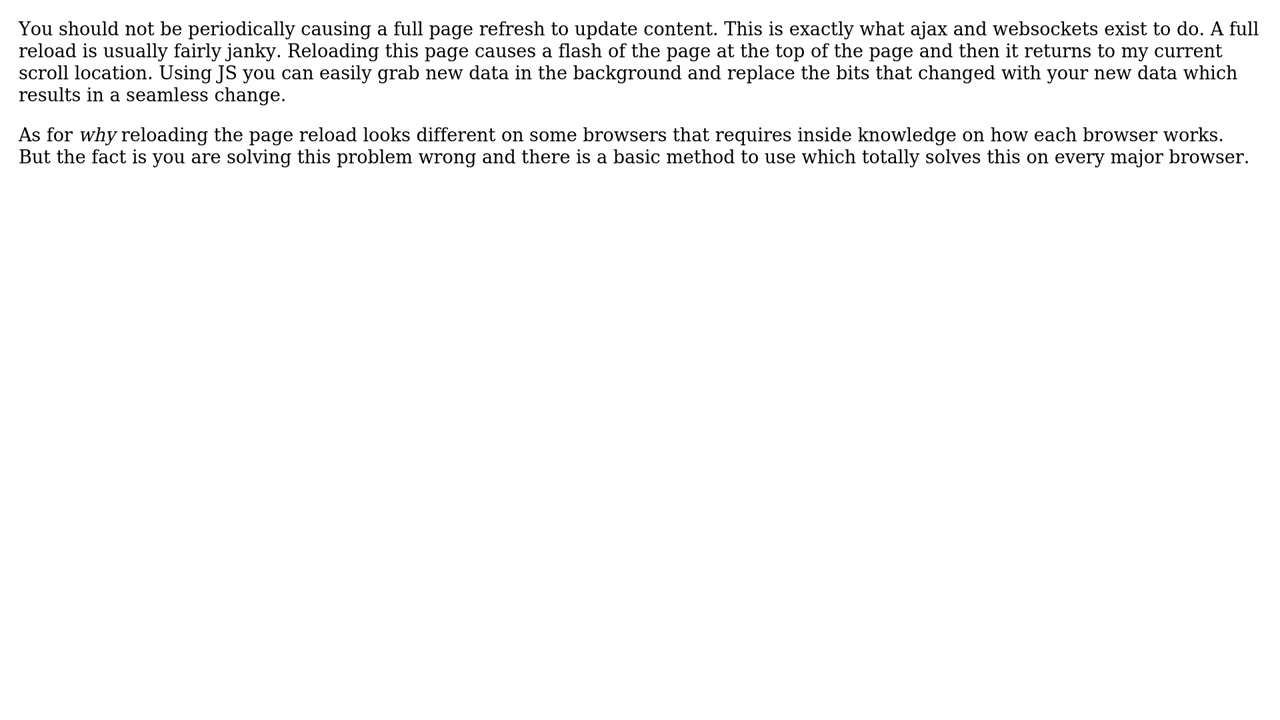 You should not be periodically causing a full page refresh to update content. This is exactly what ajax and websockets exist to do. A full
reload is usually fairly janky. Reloading this page causes a flash of the page at the top of the page and then it returns to my current
scroll location. Using JS you can easily grab new data in the background and replace the bits that changed with your new data which
results in a seamless change.
As for why reloading the page reload looks different on some browsers that requires inside knowledge on how each browser works.
But the fact is you are solving this problem wrong and there is a basic method to use which totally solves this on every major browser.